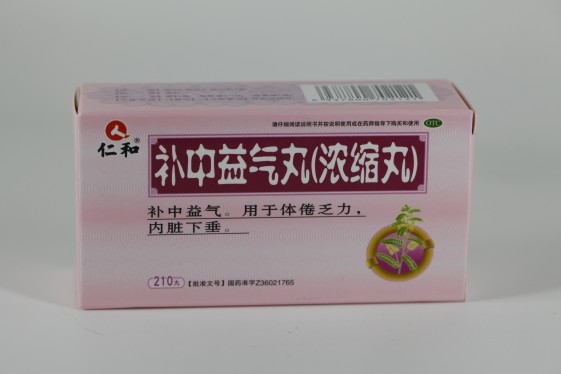 请仔细阅读说明书并按说明使用或在药师指导下购买和使用
OTC
仁和®
补中益气丸(浓缩丸)
补中益气。用于体倦乏力，
内脏下垂。
210丸 【批准文号】国药准字Z36021765